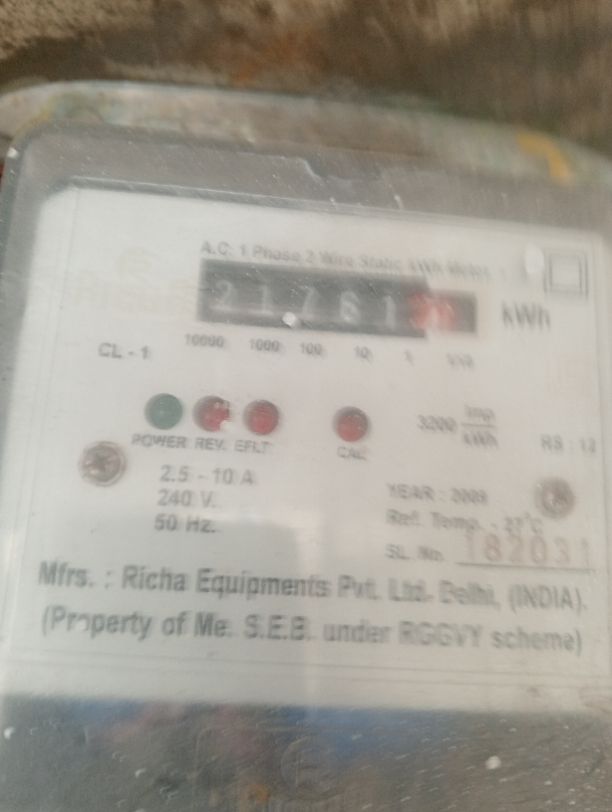 A.C. 1 Phase 2 Wire Static kWh Meter
21761 kWh
CL - 1 10000 1000 100 10 1
3200 imp/kWh
POWER REV. EFLT CAL
2.5 - 10 A
240 V.
50 Hz.
YEAR : 2009
Ref. Temp. - 27°C
SL. No. 182031
Mfrs. : Richa Equipments Pvt. Ltd. Delhi, (INDIA).
(Property of Me. S.E.B. under RGGVY scheme)